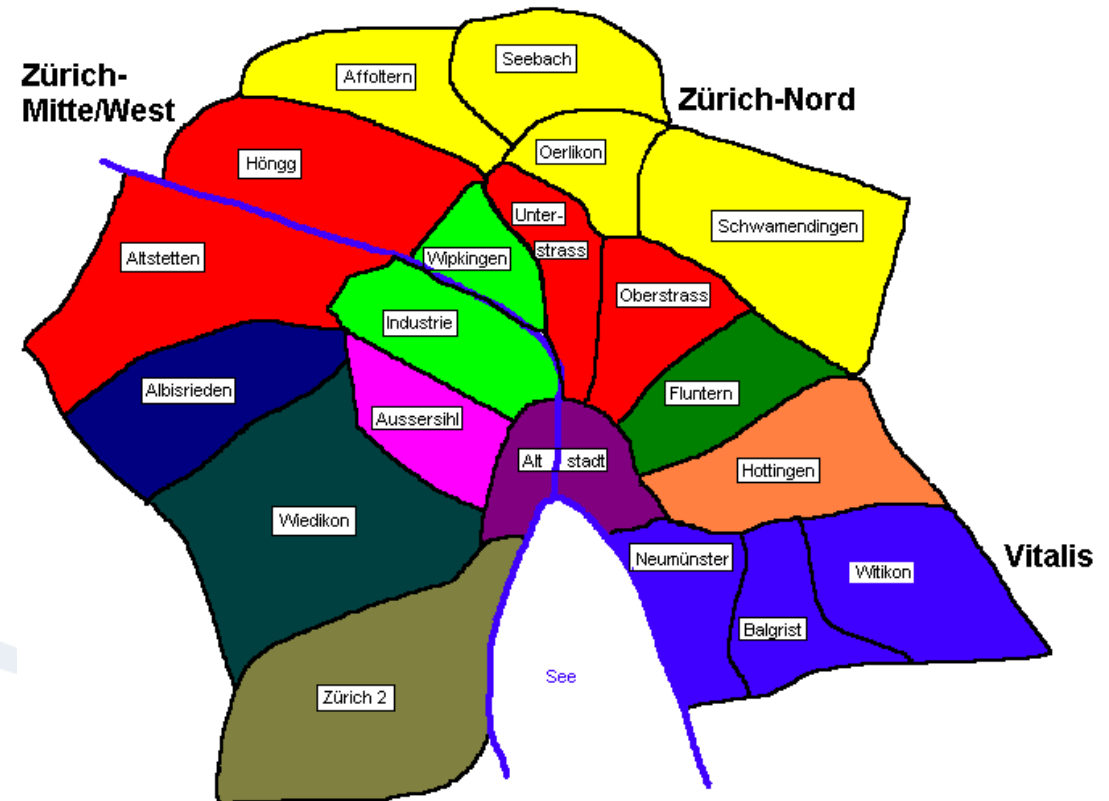 Zürich-
Mitte/West
Seebach
Affoltern
Zürich-Nord
Oerlikon
Höngg
Unter-
strass
Schwamendingen
Altstetten
Wipkingen
Oberstrass
Industrie
Albisrieden
Fluntern
Aussersihl
Alt stadt
Hottingen
Wiedikon
Neumünster
Vitalis
Witikon
Balgrist
See
Zürich 2